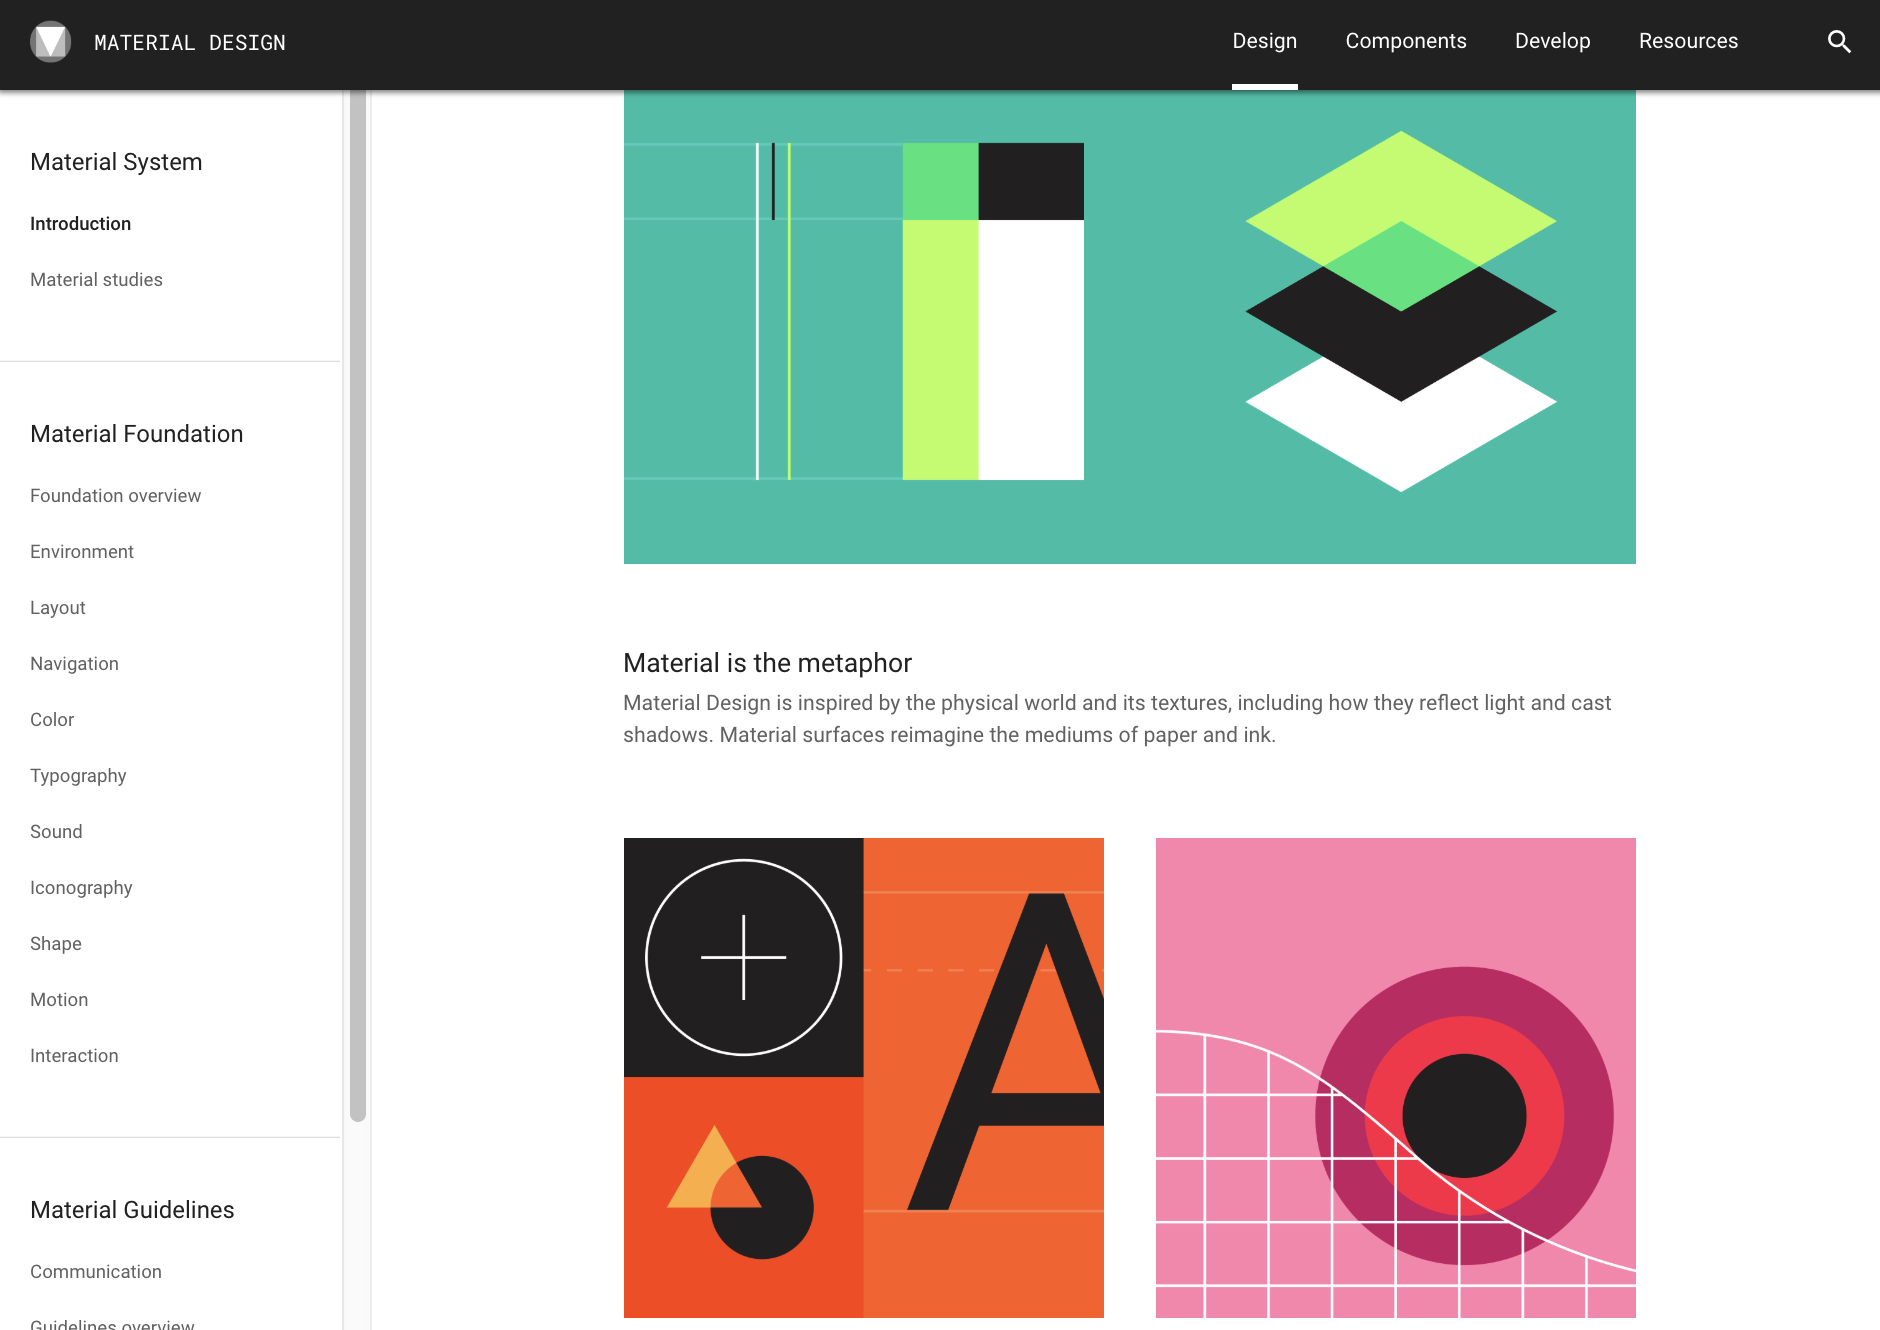 MATERIAL DESIGN
Design
Components
Develop
Resources
Material System
Introduction
Material studies
Material Foundation
Foundation overview
Environment
Layout
Navigation
Color
Typography
Sound
Iconography
Shape
Motion
Interaction
Material Guidelines
Communication
Guidelines overview
Material is the metaphor
Material Design is inspired by the physical world and its textures, including how they reflect light and cast
shadows. Material surfaces reimagine the mediums of paper and ink.
A